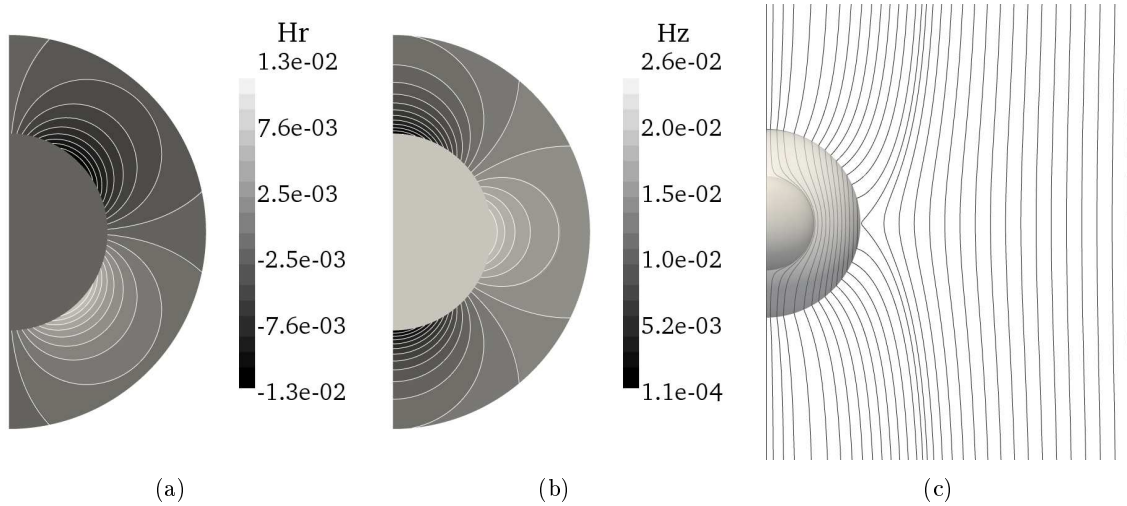 Hr
1.3e-02
7.6e-03
2.5e-03
-2.5e-03
-7.6e-03
-1.3e-02
Hz
2.6e-02
2.0e-02
1.5e-02
1.0e-02
5.2e-03
1.1e-04
(a)
(b)
(c)